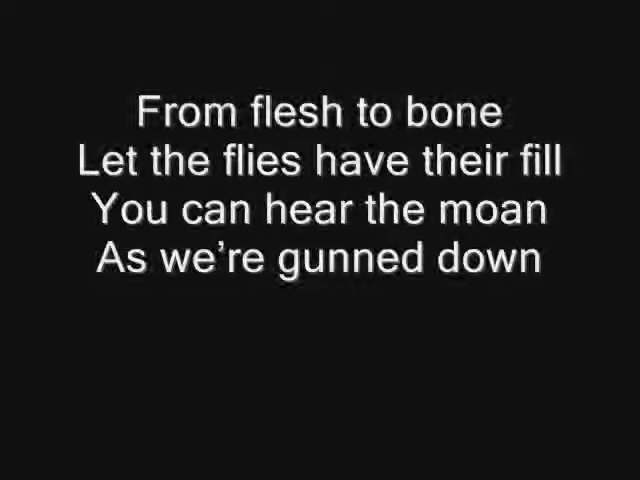 From flesh to bone
Let the flies have their fill
You can hear the moan
As we’re gunned down